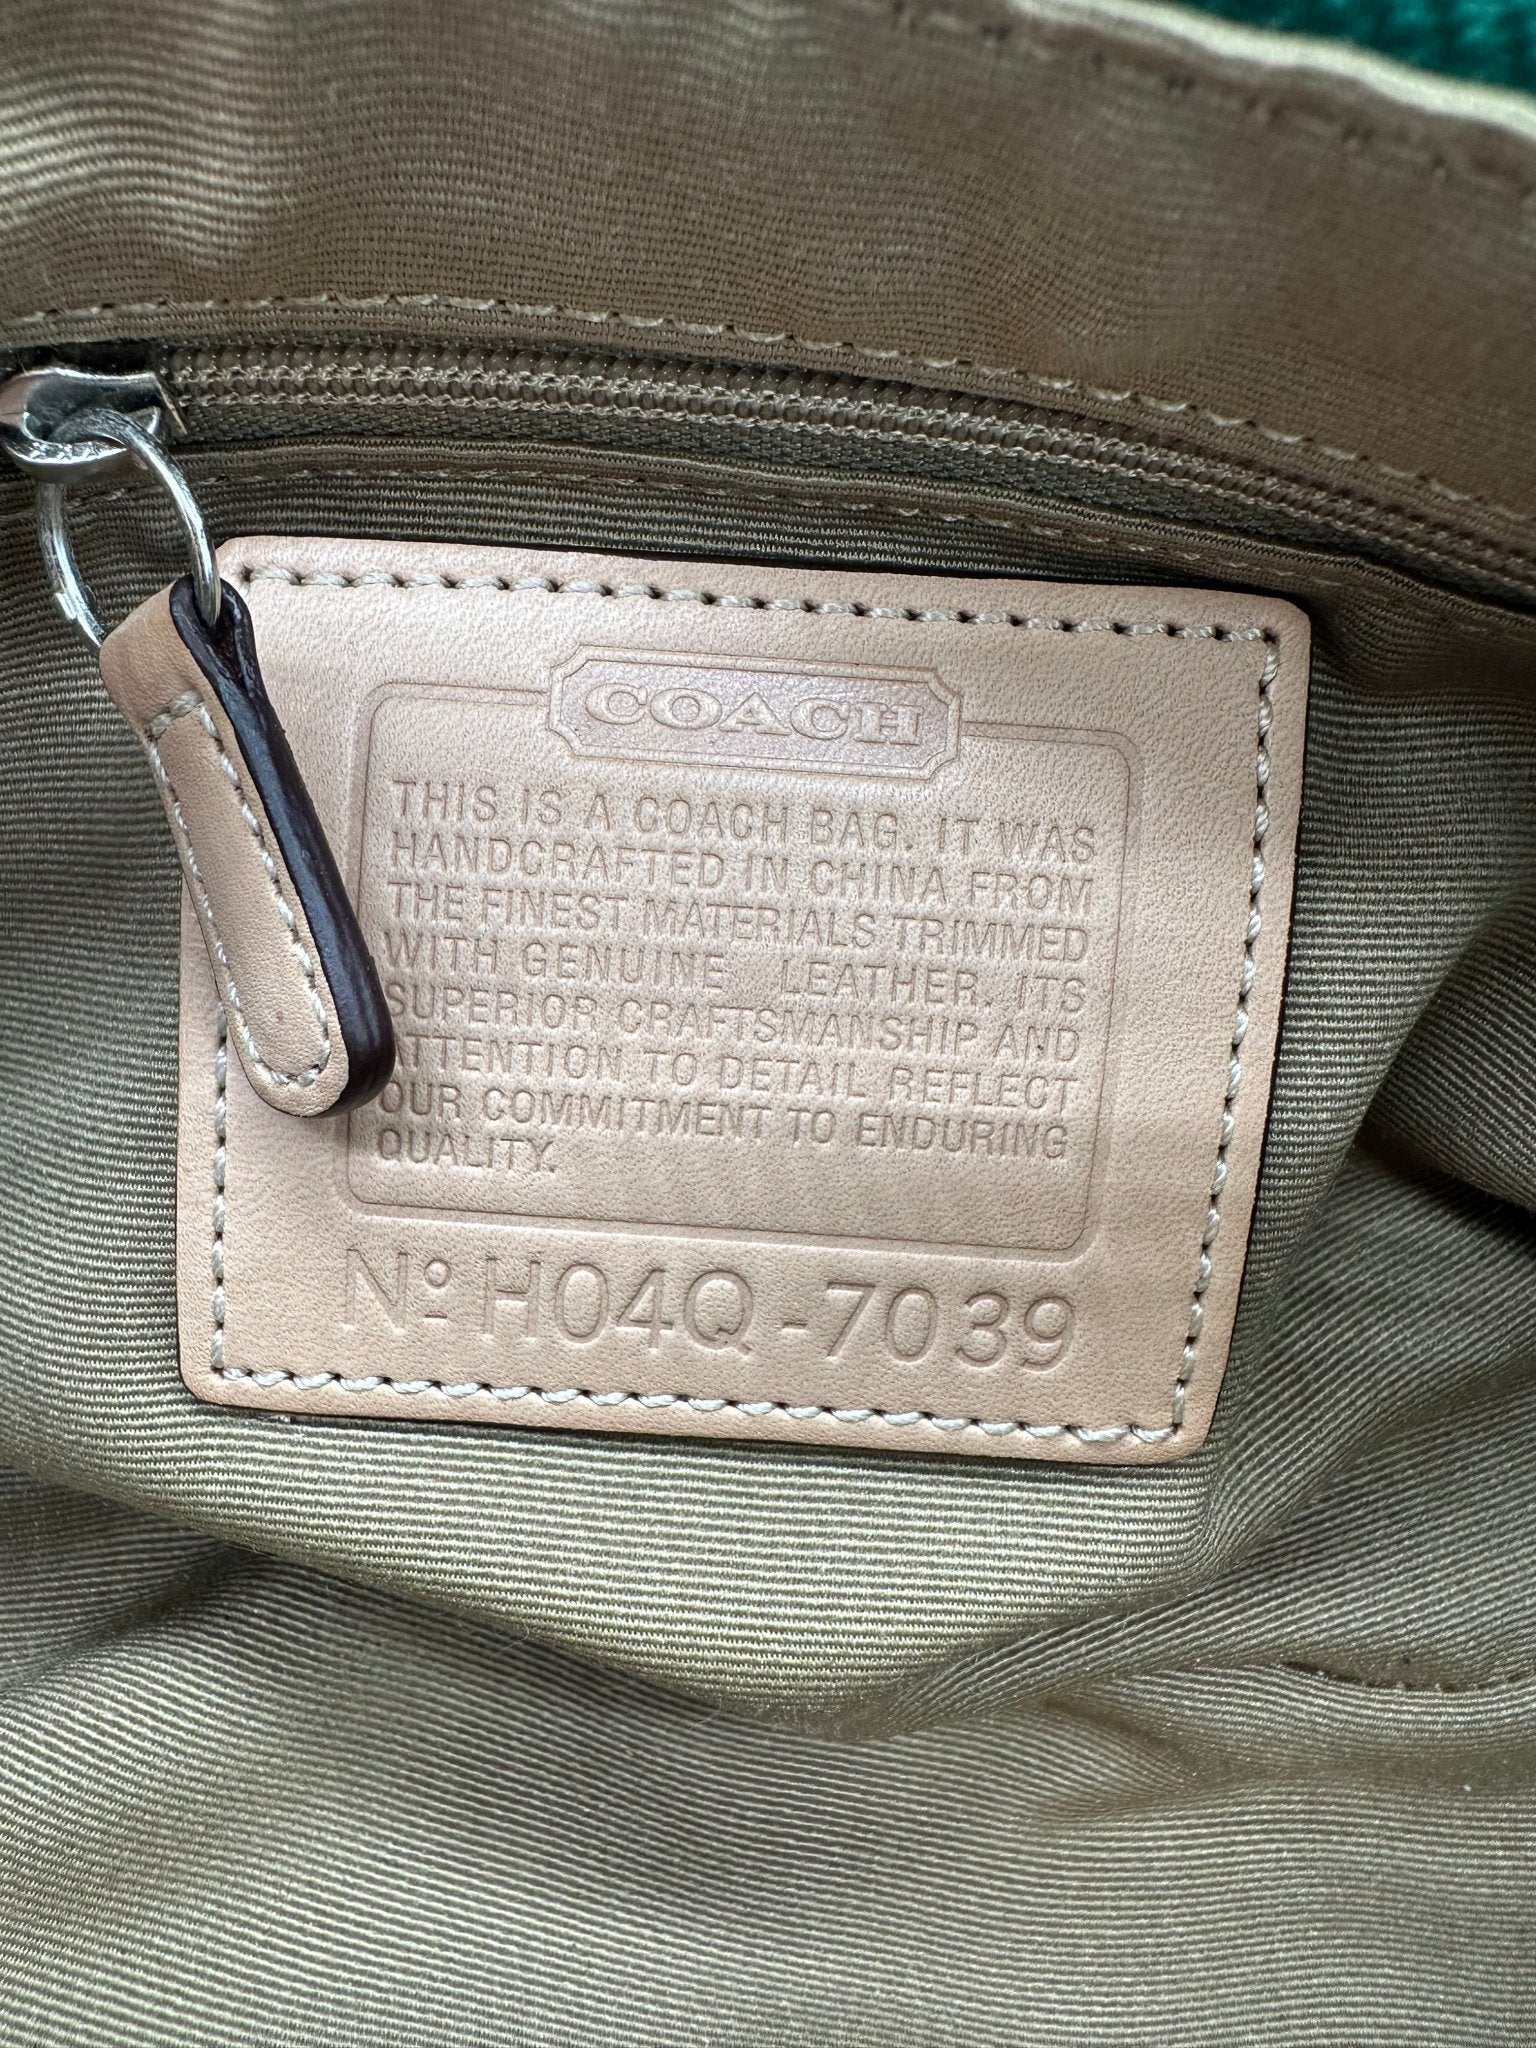 COACH
THIS IS A COACH BAG. IT WAS
HANDCRAFTED IN CHINA FROM
THE FINEST MATERIALS TRIMMED
WITH GENUINE LEATHER. ITS
SUPERIOR CRAFTSMANSHIP AND
ATTENTION TO DETAIL REFLECT
OUR COMMITMENT TO ENDURING
QUALITY.
Nº H04Q-7039